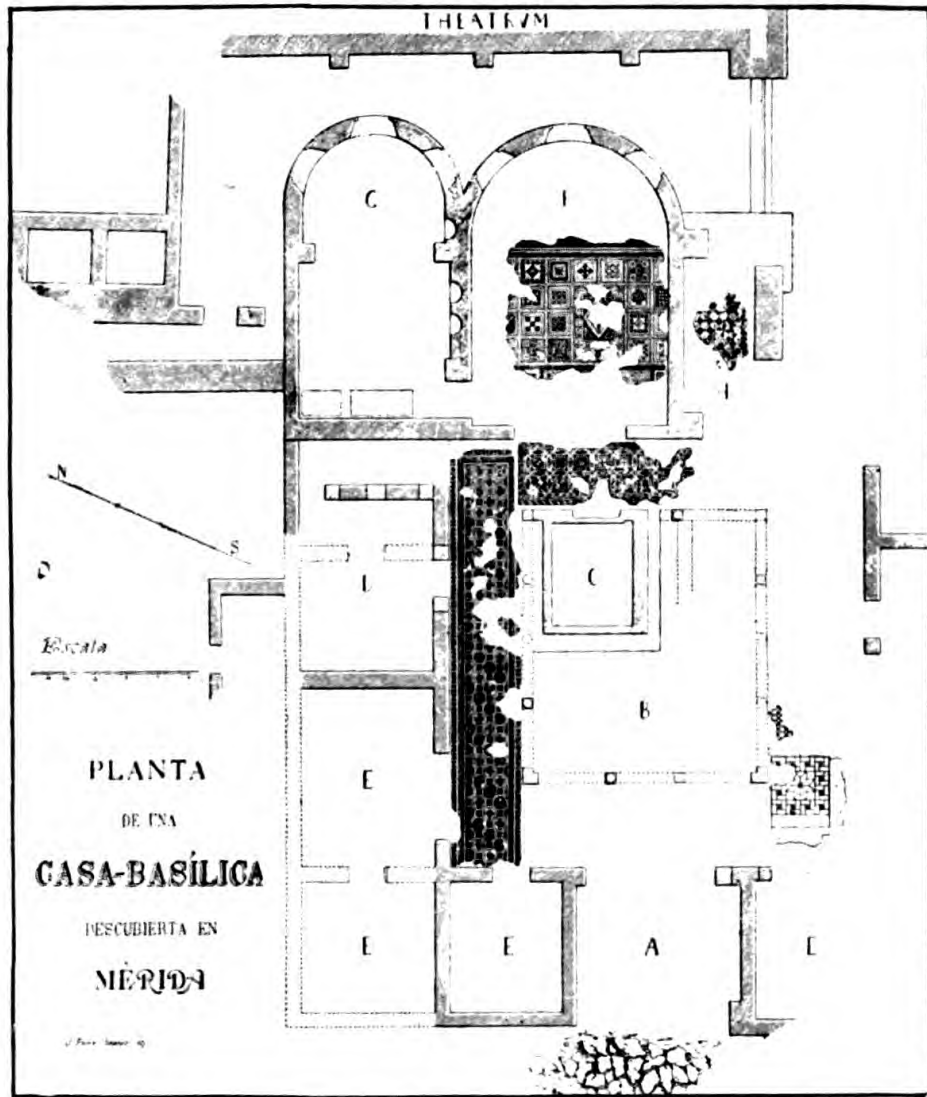 THEATRVM
C
N
S
C
L
Escala
B
E
E
E
A
PLANTA
DE UNA
CASA-BASÍLICA
DESCUBIERTA EN
MÉRIDA